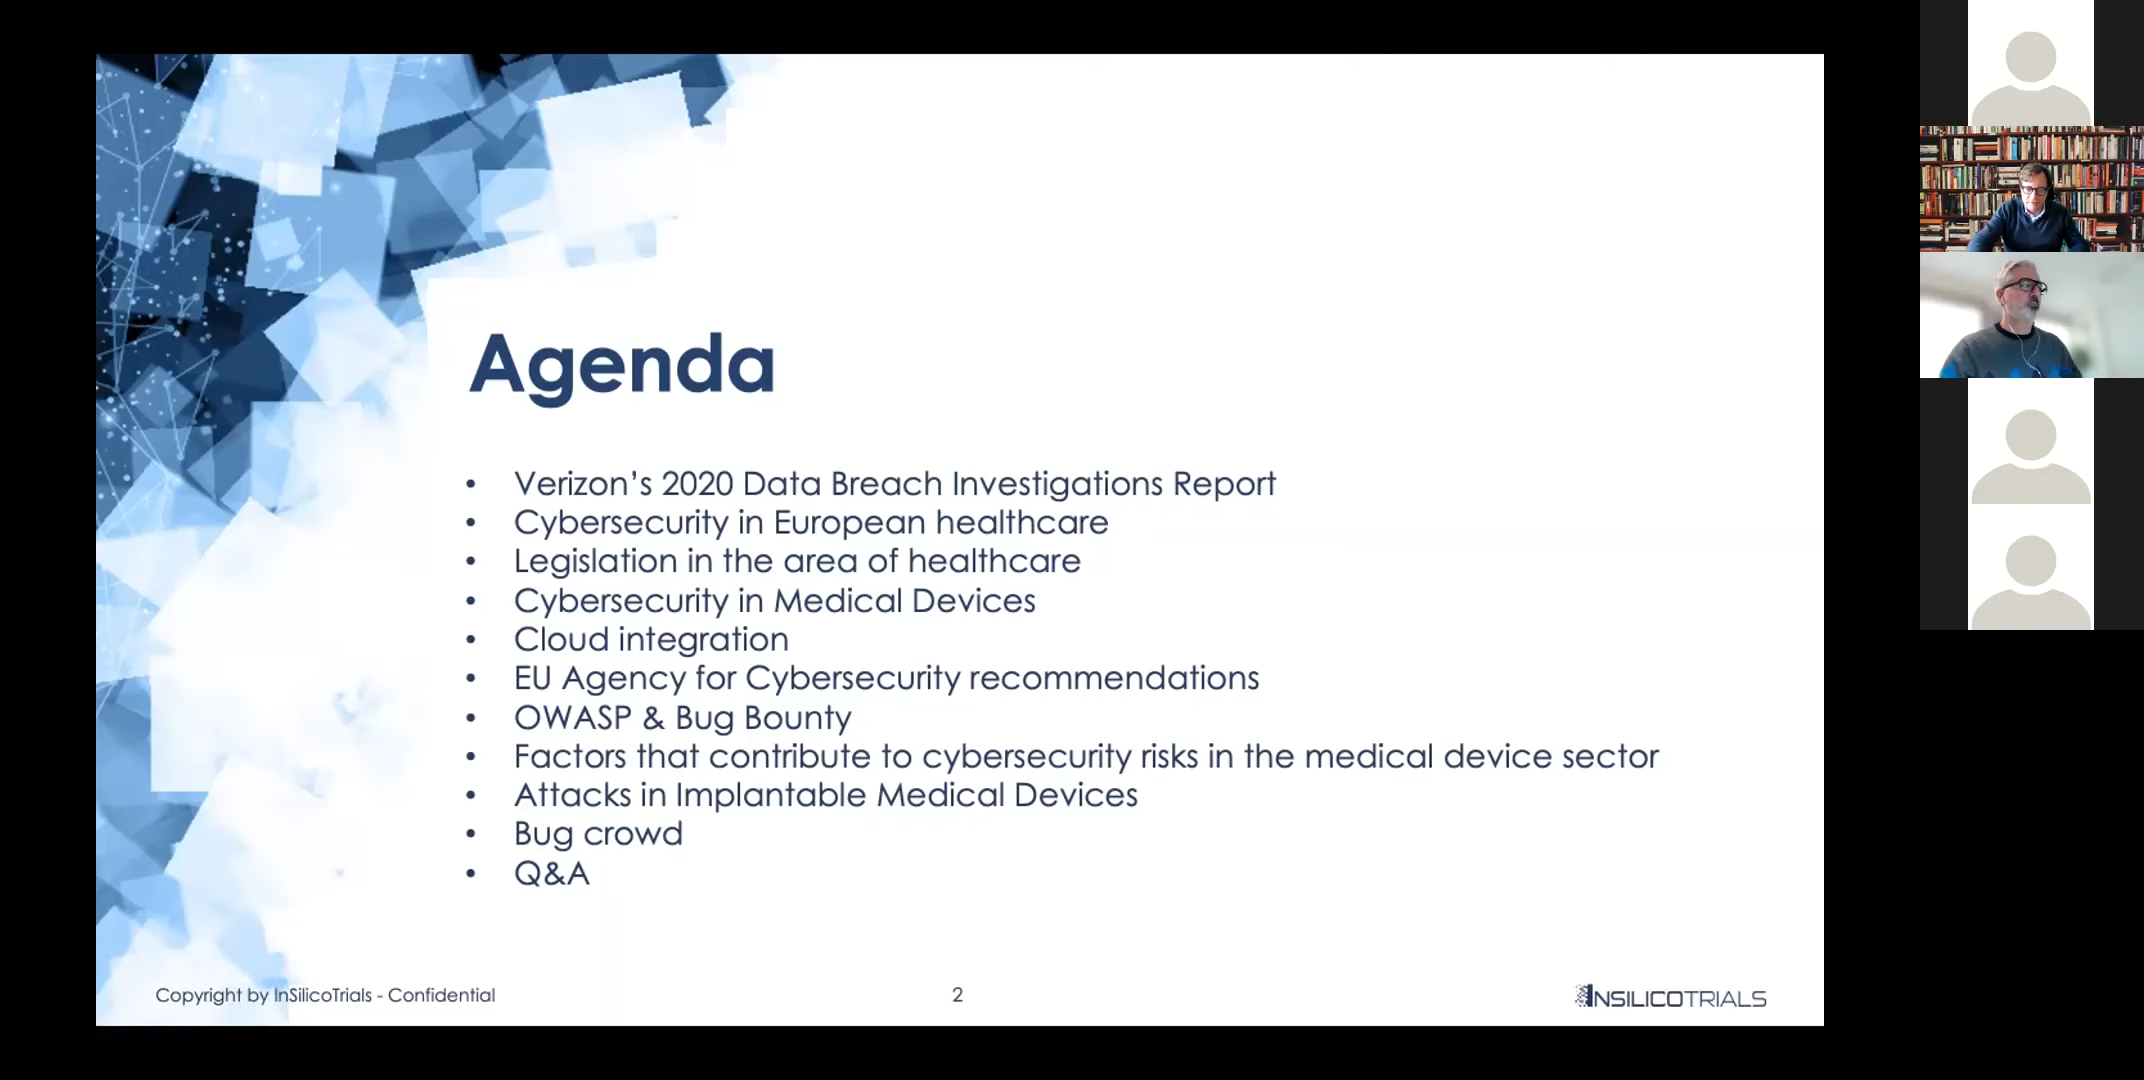 Agenda
• Verizon’s 2020 Data Breach Investigations Report
• Cybersecurity in European healthcare
• Legislation in the area of healthcare
• Cybersecurity in Medical Devices
• Cloud integration
• EU Agency for Cybersecurity recommendations
• OWASP & Bug Bounty
• Factors that contribute to cybersecurity risks in the medical device sector
• Attacks in Implantable Medical Devices
• Bug crowd
• Q&A
Copyright by InSilicoTrials - Confidential
2
INSILICOTRIALS